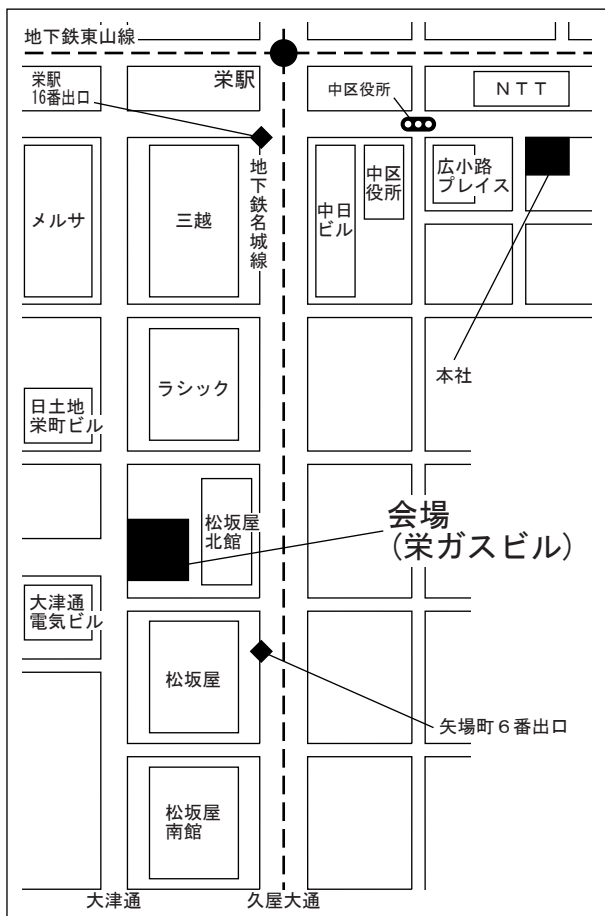 地下鉄東山線
栄駅
16番出口
栄駅
中区役所
ＮＴＴ
メルサ
三越
地下鉄名城線
中日
ビル
中区
役所
広小路
プレイス
本社
ラシック
日土地
栄町ビル
松坂屋
北館
会場
（栄ガスビル）
大津通
電気ビル
松坂屋
矢場町６番出口
松坂屋
南館
大津通
久屋大通